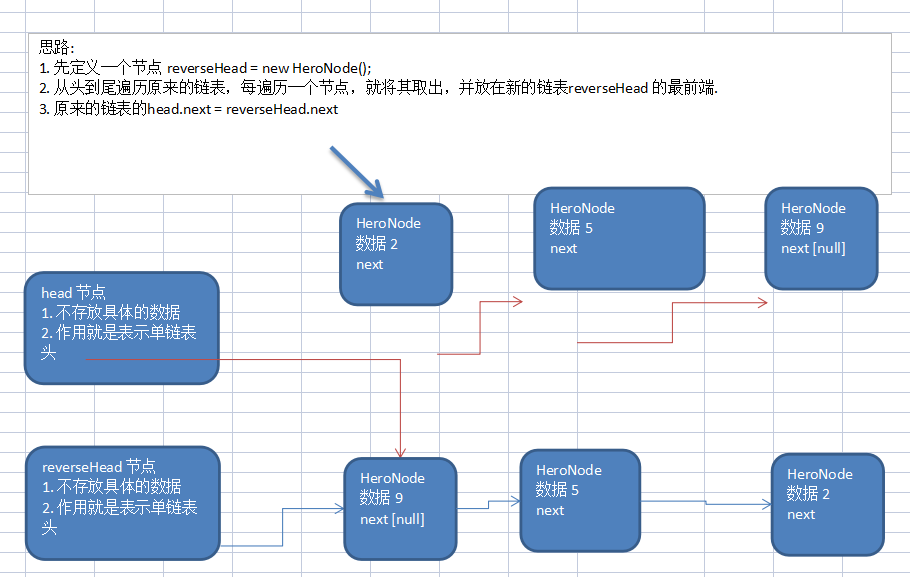 思路:
1. 先定义一个节点 reverseHead = new HeroNode();
2. 从头到尾遍历原来的链表，每遍历一个节点，就将其取出，并放在新的链表reverseHead 的最前端.
3. 原来的链表的head.next = reverseHead.next
HeroNode
数据 2
next
HeroNode
数据 5
next
HeroNode
数据 9
next [null]
head 节点
1. 不存放具体的数据
2. 作用就是表示单链表
头
reverseHead 节点
1. 不存放具体的数据
2. 作用就是表示单链表
头
HeroNode
数据 9
next [null]
HeroNode
数据 5
next
HeroNode
数据 2
next